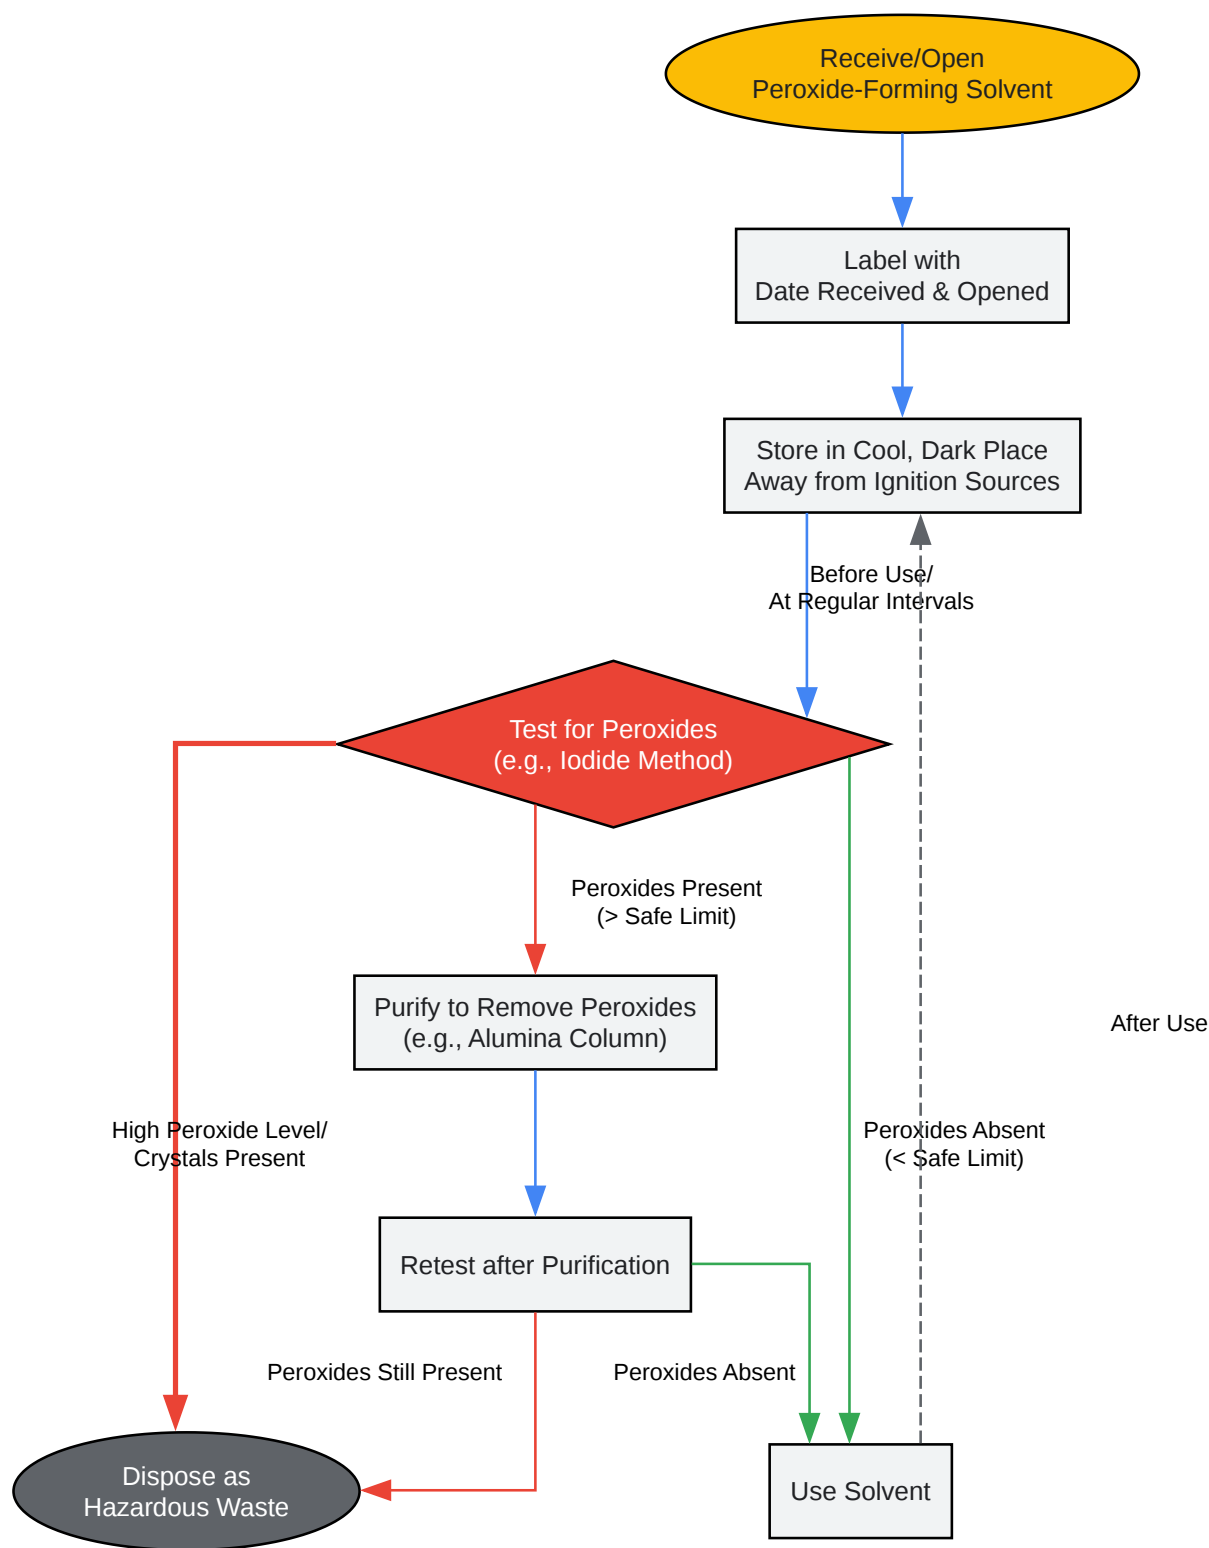 Receive/Open
Peroxide-Forming Solvent
Label with
Date Received & Opened
Store in Cool, Dark Place
Away from Ignition Sources
Before Use/
At Regular Intervals
Test for Peroxides
(e.g., Iodide Method)
Peroxides Present
(> Safe Limit)
Purify to Remove Peroxides
(e.g., Alumina Column)
After Use
High Peroxide Level/
Crystals Present
Peroxides Absent
(< Safe Limit)
Retest after Purification
Peroxides Still Present
Peroxides Absent
Dispose as
Hazardous Waste
Use Solvent